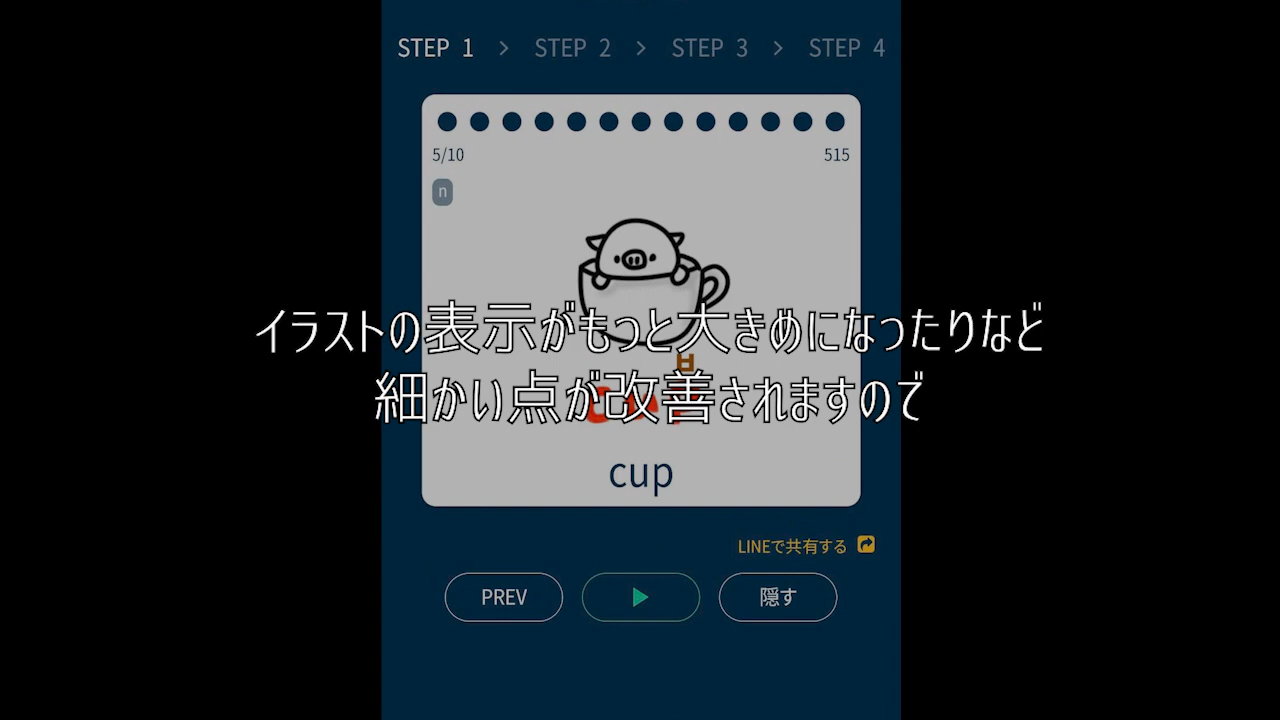 STEP 1 > STEP 2 > STEP 3 > STEP 4
5/10 515
n
イラストの表示がもっと大きめになったりなど
細かい点が改善されますので
cup
LINEで共有する
PREV 隠す